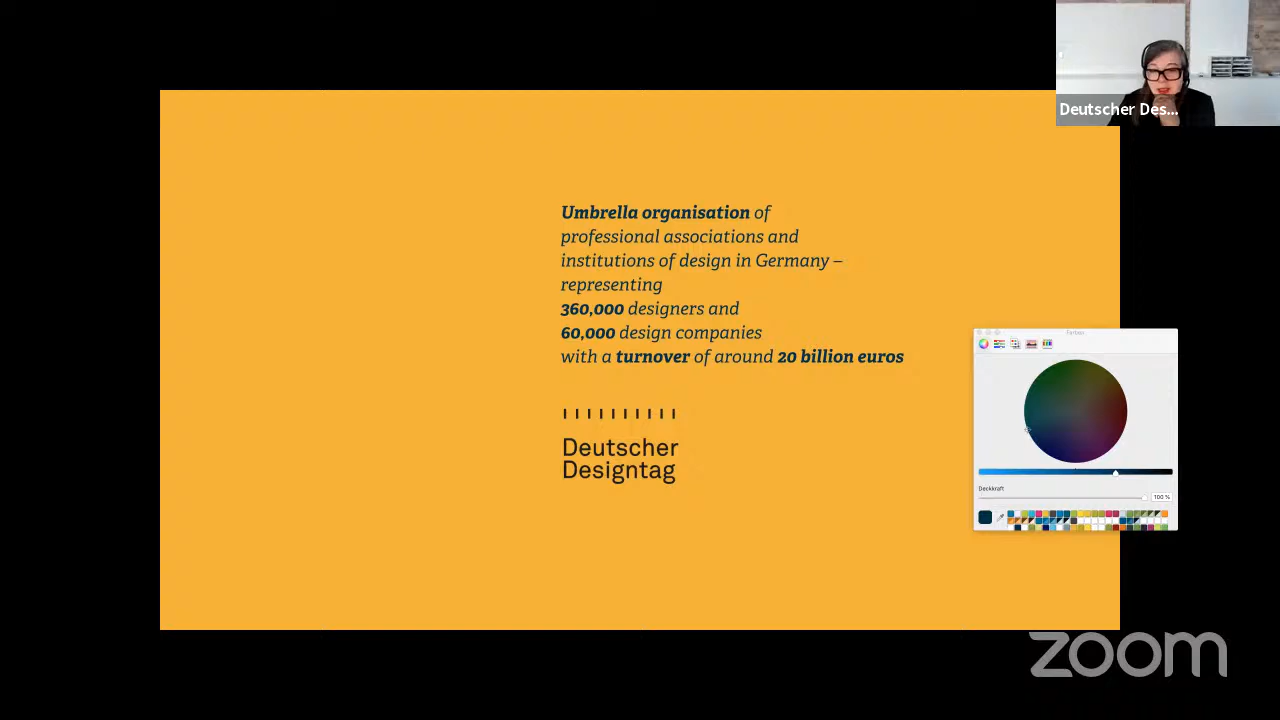 Deutscher Des...
Umbrella organisation of
professional associations and
institutions of design in Germany –
representing
360,000 designers and
60,000 design companies
with a turnover of around 20 billion euros
Deutscher
Designtag
Farben
Deckkraft
100 %
zoom